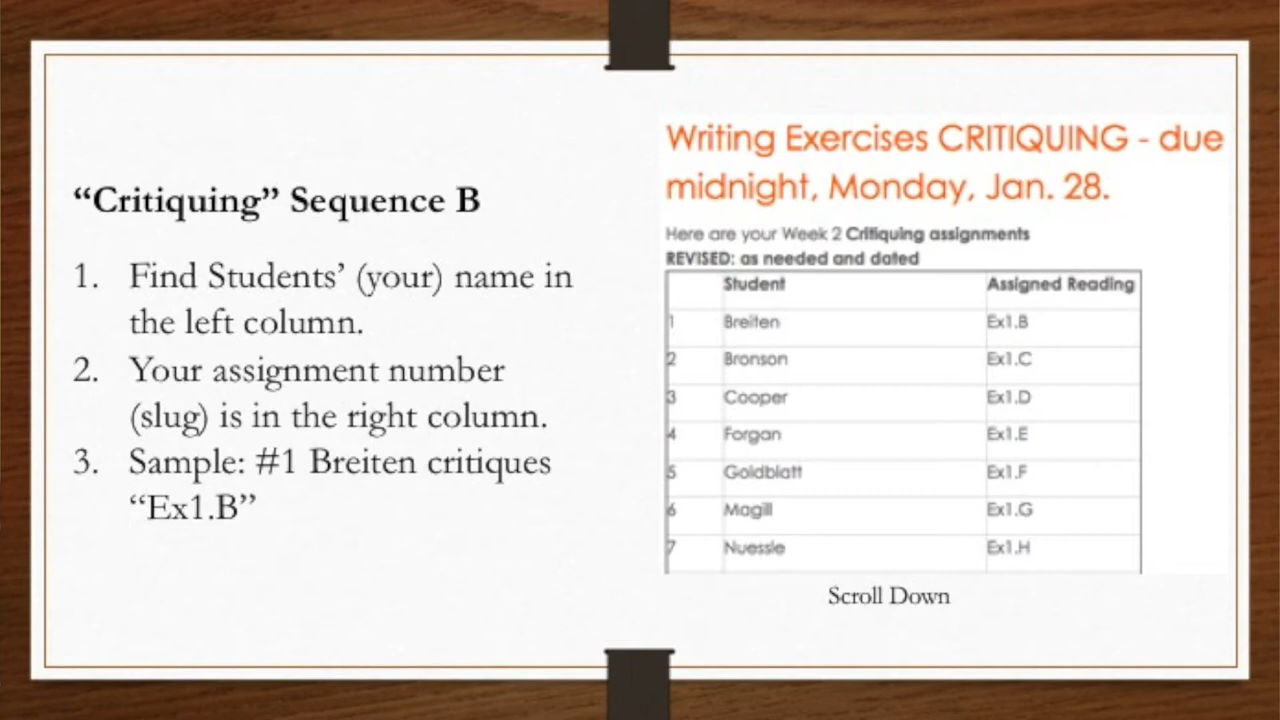 “Critiquing” Sequence B
1. Find Students’ (your) name in
the left column.
2. Your assignment number
(slug) is in the right column.
3. Sample: #1 Breiten critiques
“Ex1.B”
Writing Exercises CRITIQUING - due
midnight, Monday, Jan. 28.
Here are your Week 2 Critiquing assignments
REVISED: as needed and dated
Student Assigned Reading
1 Breiten Ex1.B
2 Bronson Ex1.C
3 Cooper Ex1.D
4 Forgan Ex1.E
5 Goldblatt Ex1.F
6 Magill Ex1.G
7 Nuessle Ex1.H
Scroll Down